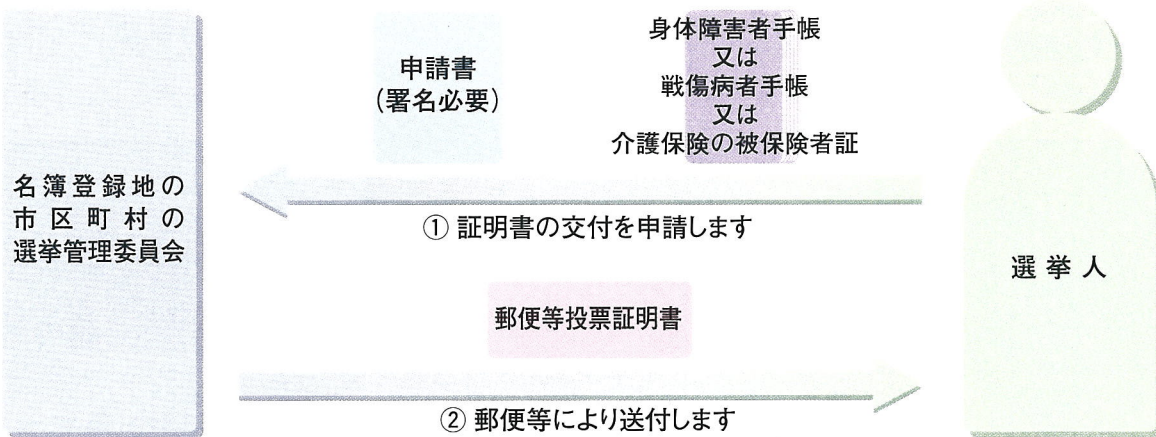 申請書
(署名必要)
身体障害者手帳
又は
戦傷病者手帳
又は
介護保険の被保険者証
名簿登録地の
市区町村の
選挙管理委員会
① 証明書の交付を申請します
選挙人
郵便等投票証明書
② 郵便等により送付します